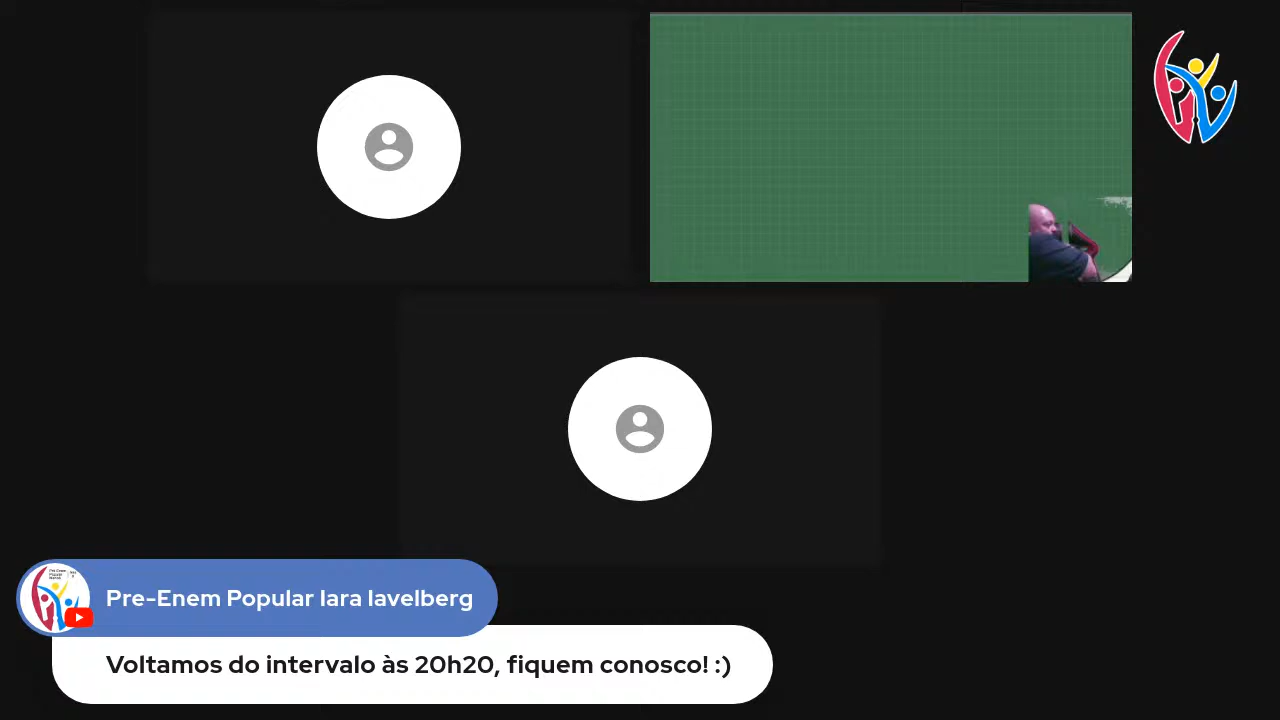 Pre-Enem Popular Iara Iavelberg
Voltamos do intervalo às 20h20, fiquem conosco! :)